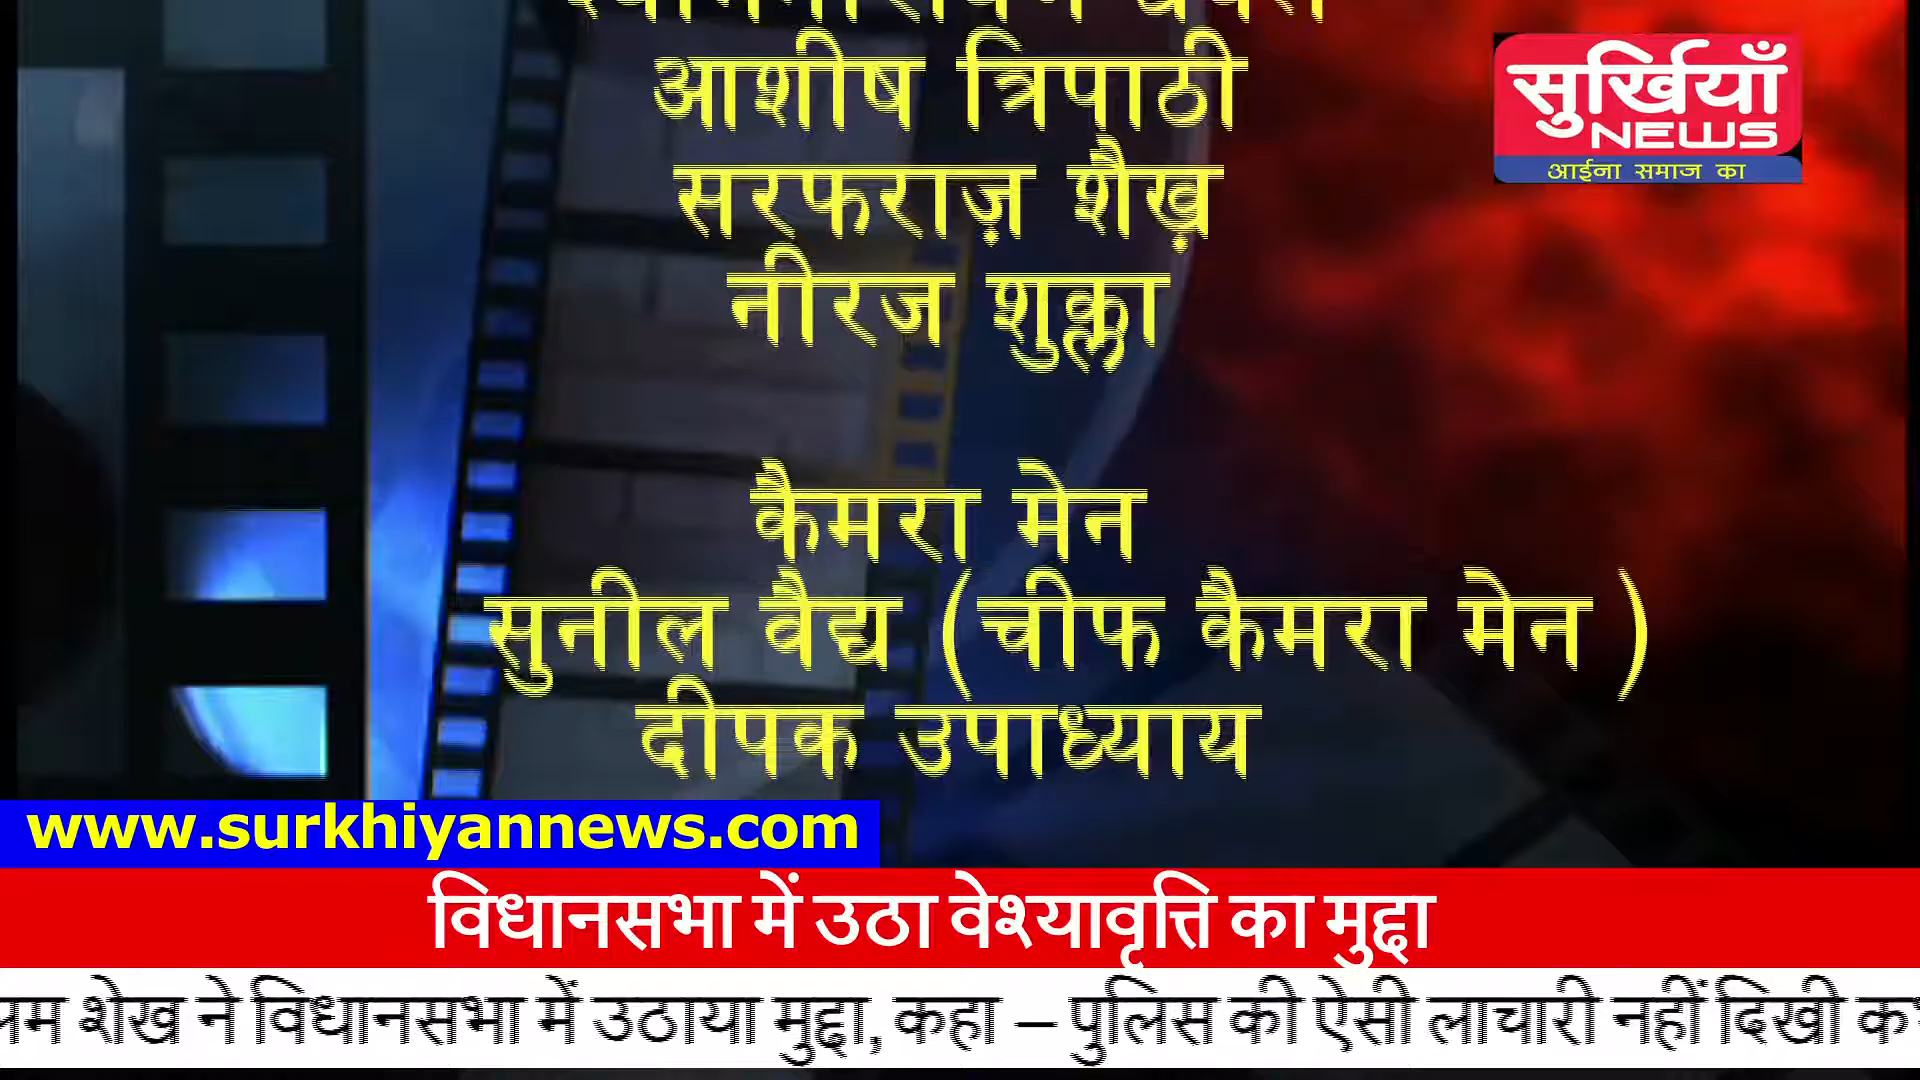 आशीष त्रिपाठी
सरफराज़ शैख़
नीरज शुक्ला
कैमरा मेन
सुनील वैद्य (चीफ कैमरा मेन )
दीपक उपाध्याय
सुर्खियाँ
NEWS
आईना समाज का
www.surkhiyannews.com
विधानसभा में उठा वेश्यावृत्ति का मुद्दा
शेख ने विधानसभा में उठाया मुद्दा, कहा – पुलिस की ऐसी लाचारी नहीं दिखी